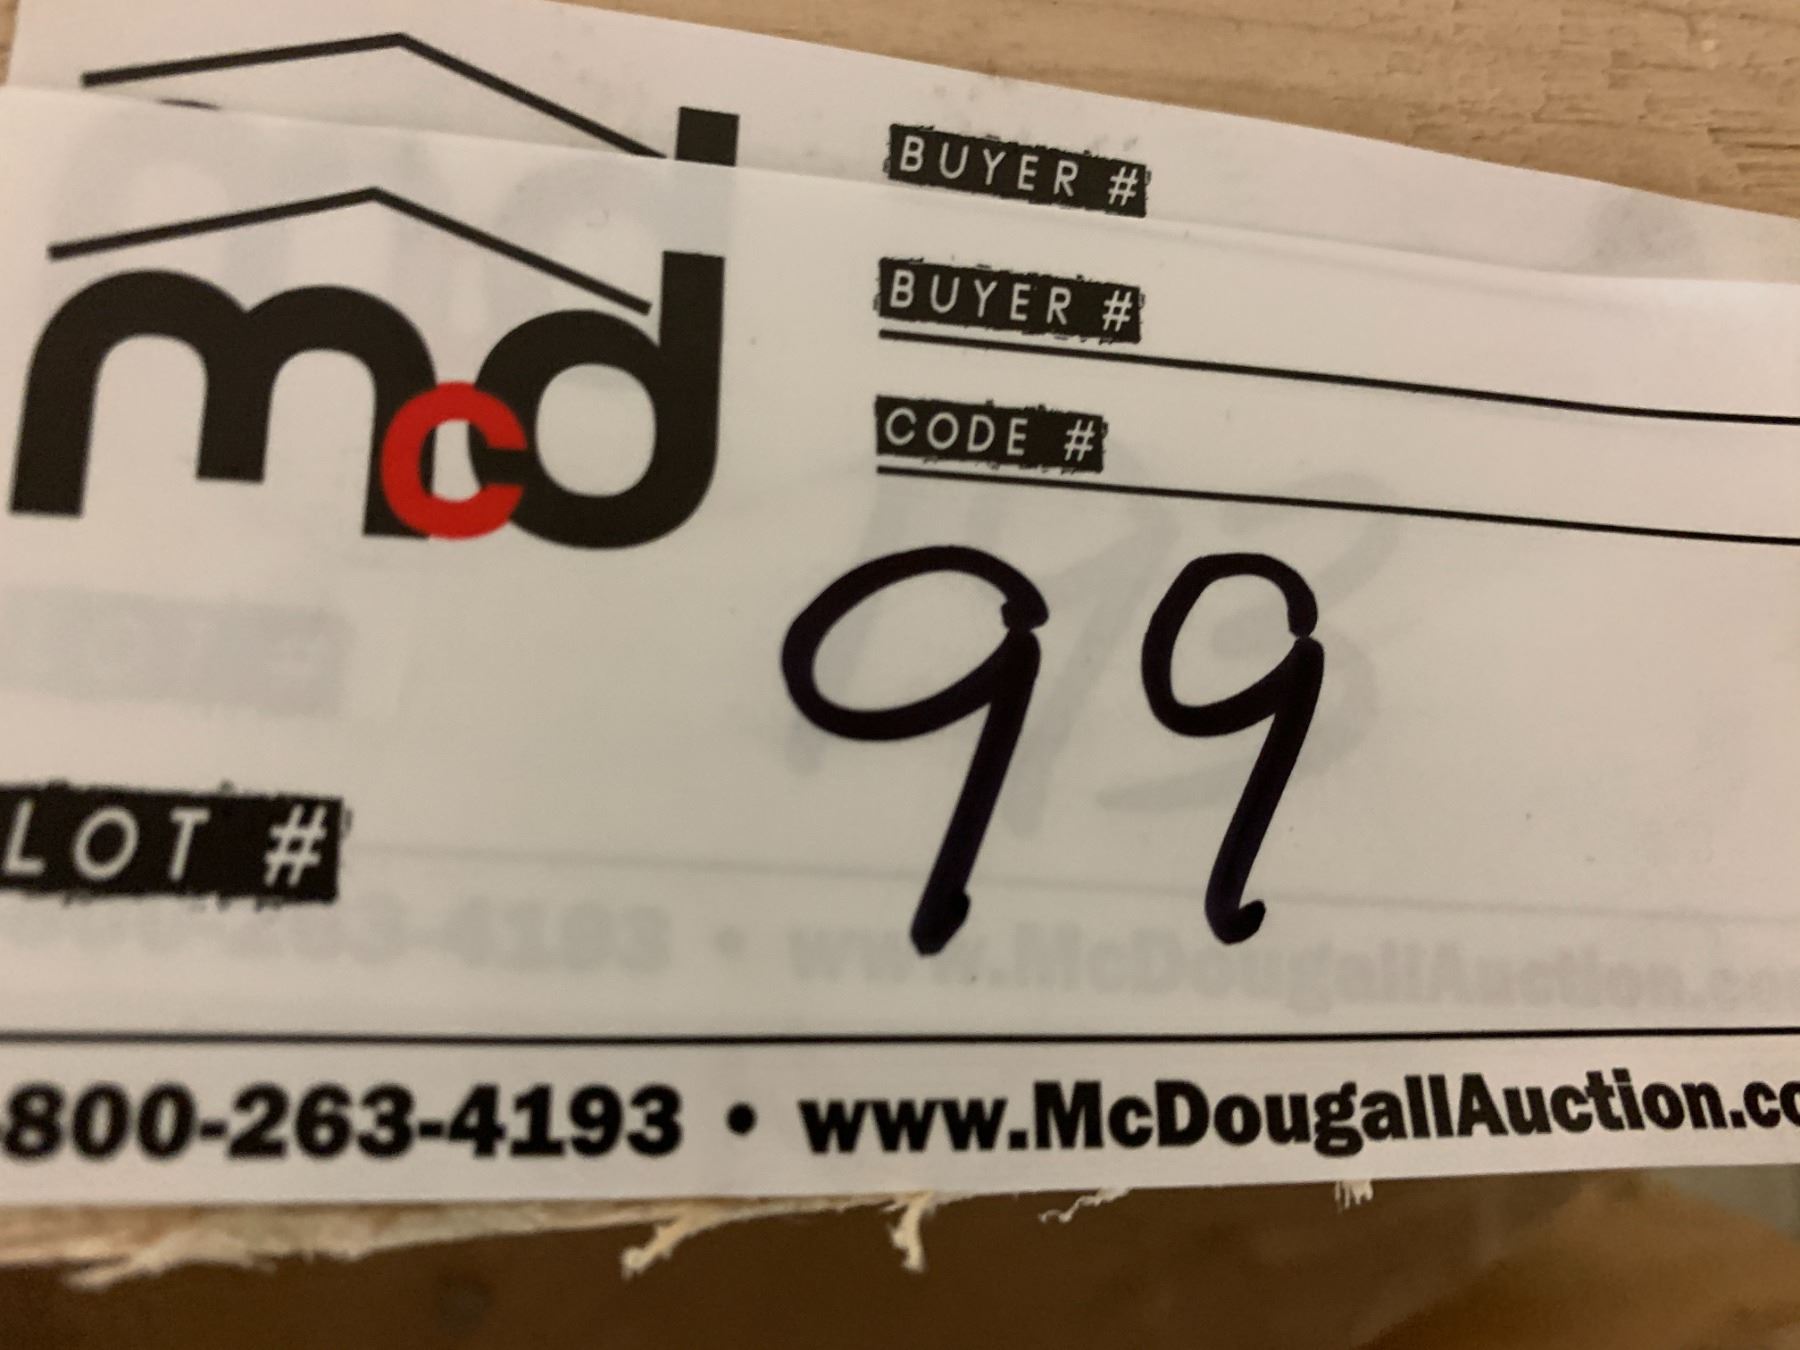 BUYER #
mcd
BUYER #
CODE #
LOT # 99
800-263-4193 • www.McDougallAuction.co